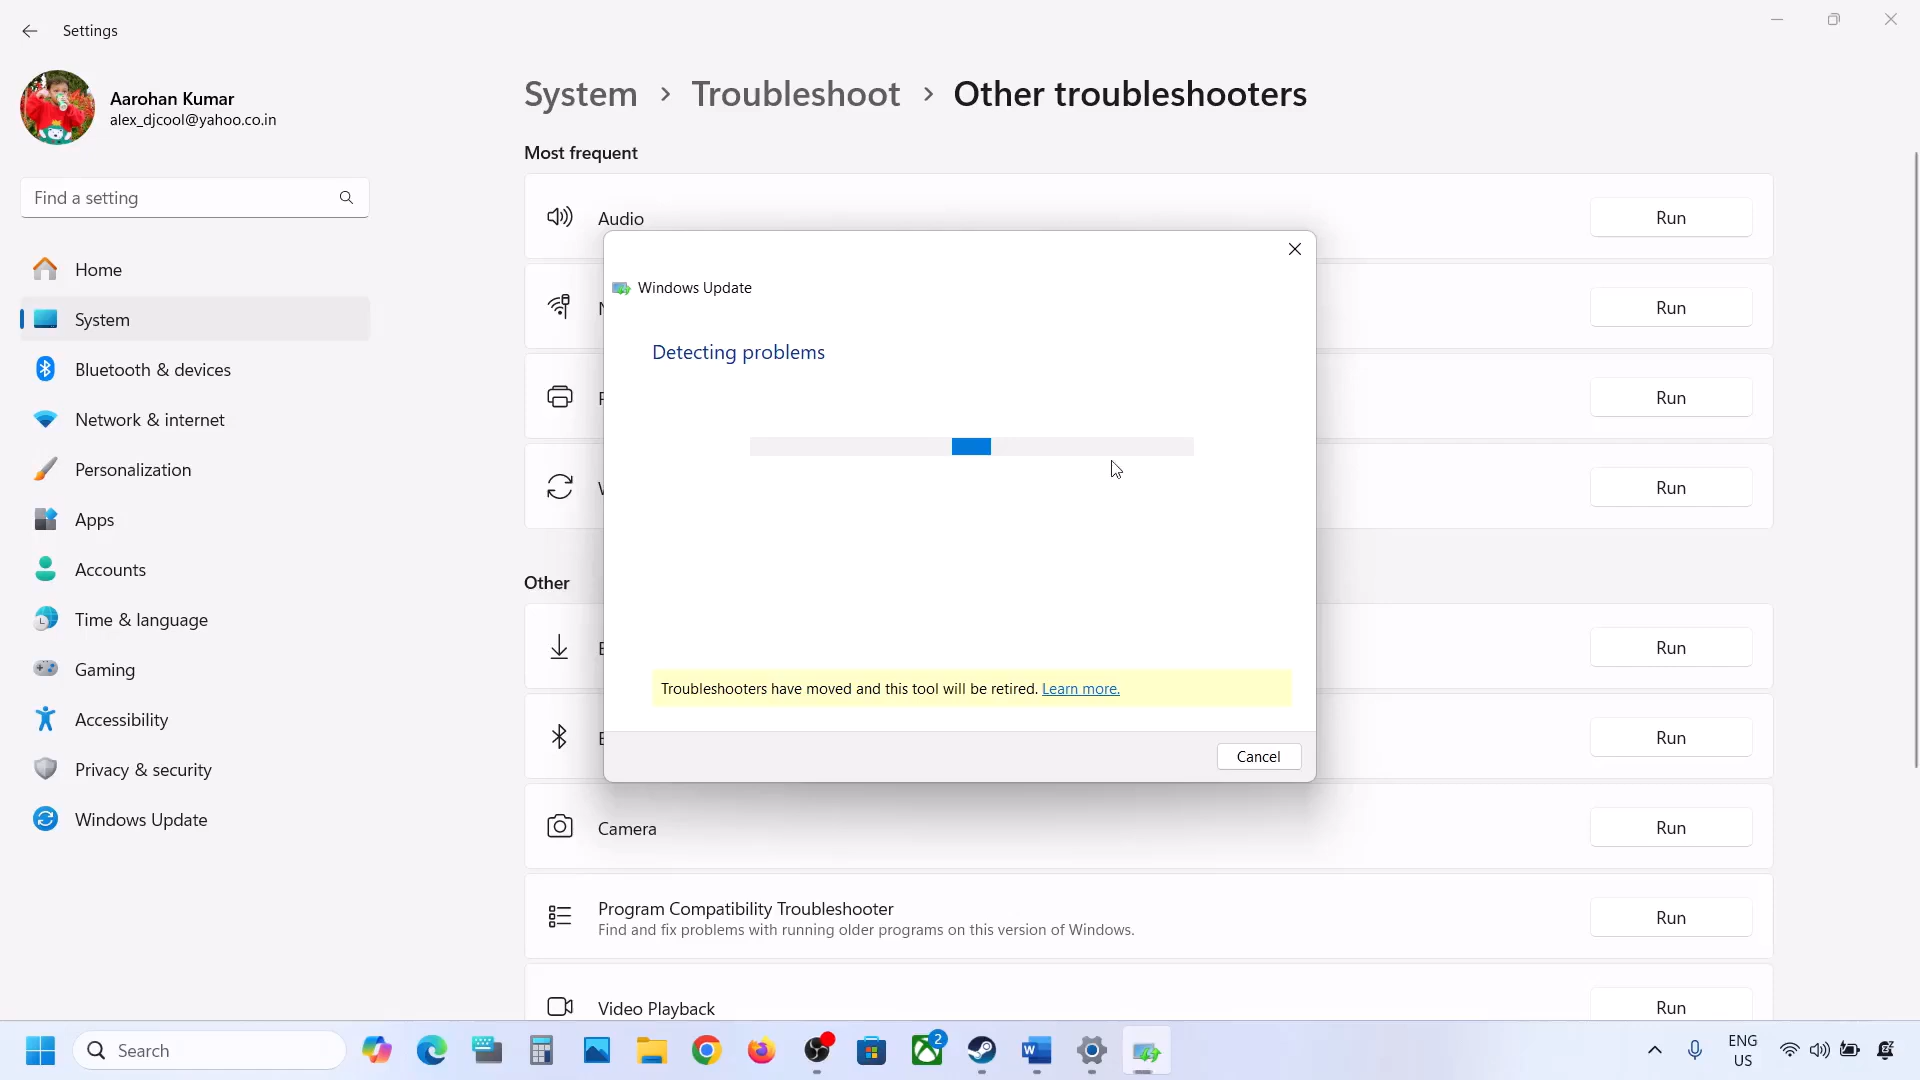 Settings
Aarohan Kumar
alex_djcool@yahoo.co.in
Find a setting
Home
System
Bluetooth & devices
Network & internet
Personalization
Apps
Accounts
Time & language
Gaming
Accessibility
Privacy & security
Windows Update
System > Troubleshoot > Other troubleshooters
Most frequent
Audio
Run
Run
Run
Run
Windows Update
Detecting problems
Troubleshooters have moved and this tool will be retired. Learn more.
Cancel
Other
Run
Run
Camera
Run
Program Compatibility Troubleshooter
Find and fix problems with running older programs on this version of Windows.
Run
Video Playback
Run
Search
2
ENG
US